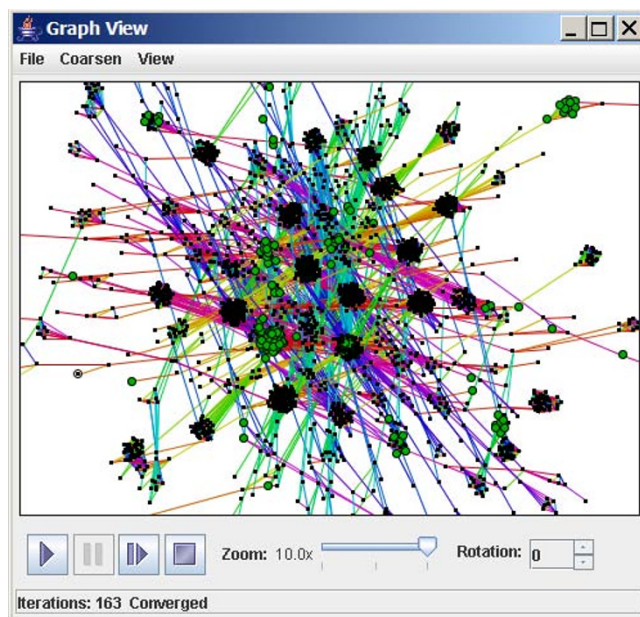 Graph View
File Coarsen View
Zoom: 10.0x Rotation: 0
Iterations: 163 Converged